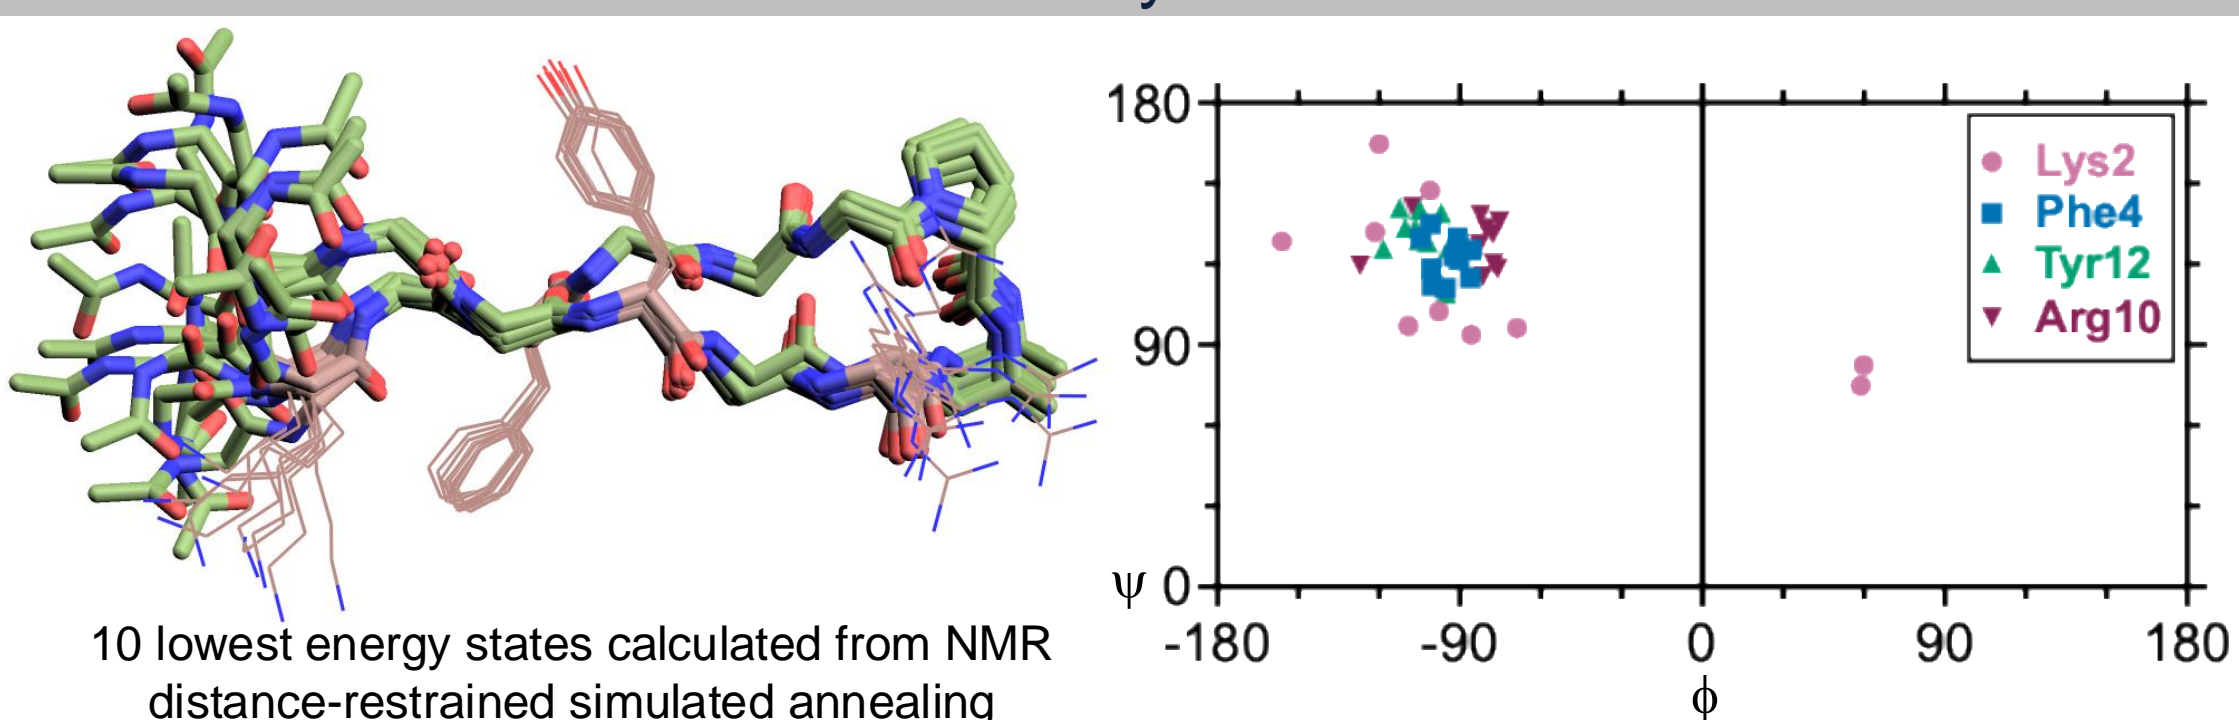 10 lowest energy states calculated from NMR
distance-restrained simulated annealing
180
90
ψ 0
-180 -90 0 90 180
ϕ
Lys2
Phe4
Tyr12
Arg10